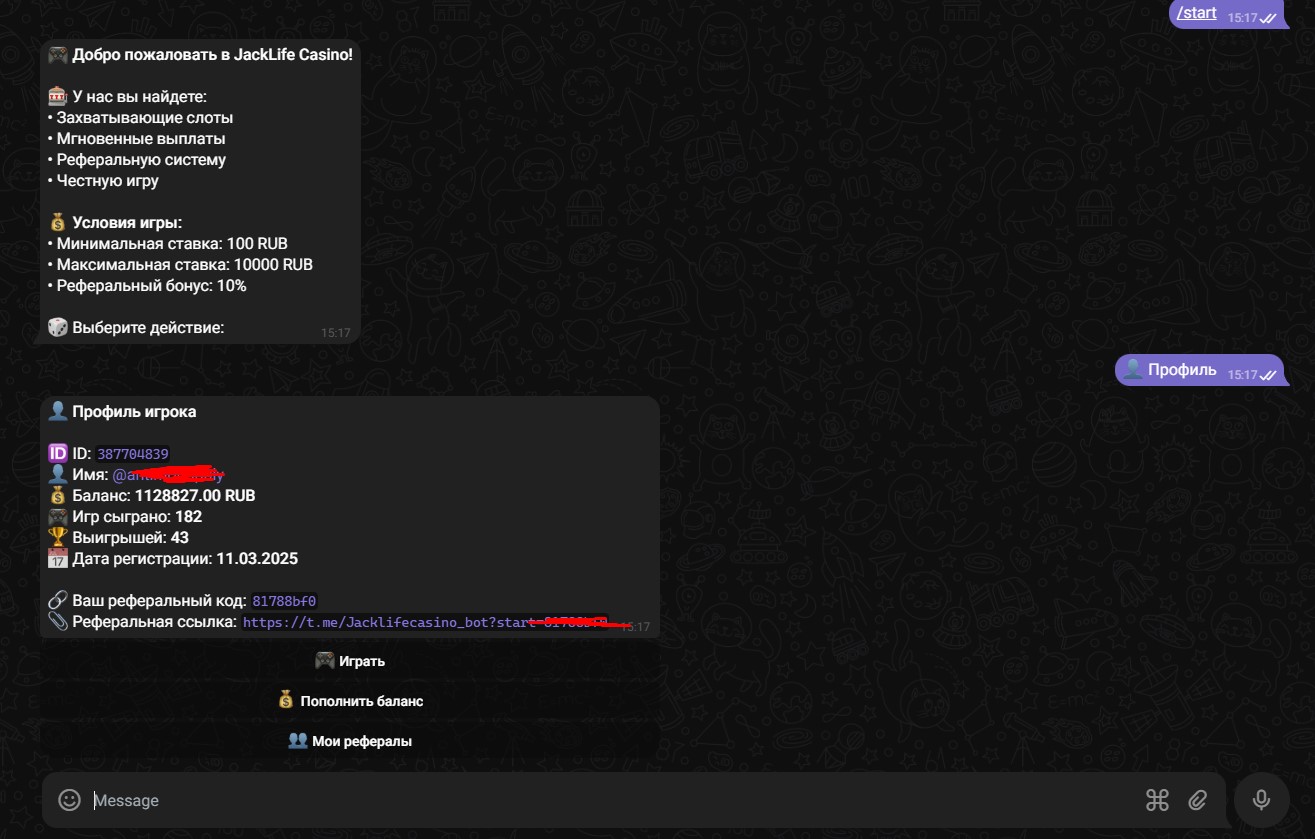 /start 15:17
🎮 Добро пожаловать в JackLife Casino!
🎰 У нас вы найдете:
• Захватывающие слоты
• Мгновенные выплаты
• Реферальную систему
• Честную игру
💰 Условия игры:
• Минимальная ставка: 100 RUB
• Максимальная ставка: 10000 RUB
• Реферальный бонус: 10%
🎲 Выберите действие: 15:17
👤 Профиль 15:17
👤 Профиль игрока
🆔 ID: 387704839
👤 Имя:
💰 Баланс: 1128827.00 RUB
🎮 Игр сыграно: 182
🏆 Выигрышей: 43
📅 Дата регистрации: 11.03.2025
🔗 Ваш реферальный код: 81788bf0
📎 Реферальная ссылка: https://t.me/Jacklifecasino_bot?start 15:17
🎮 Играть
💰 Пополнить баланс
👥 Мои рефералы
Message